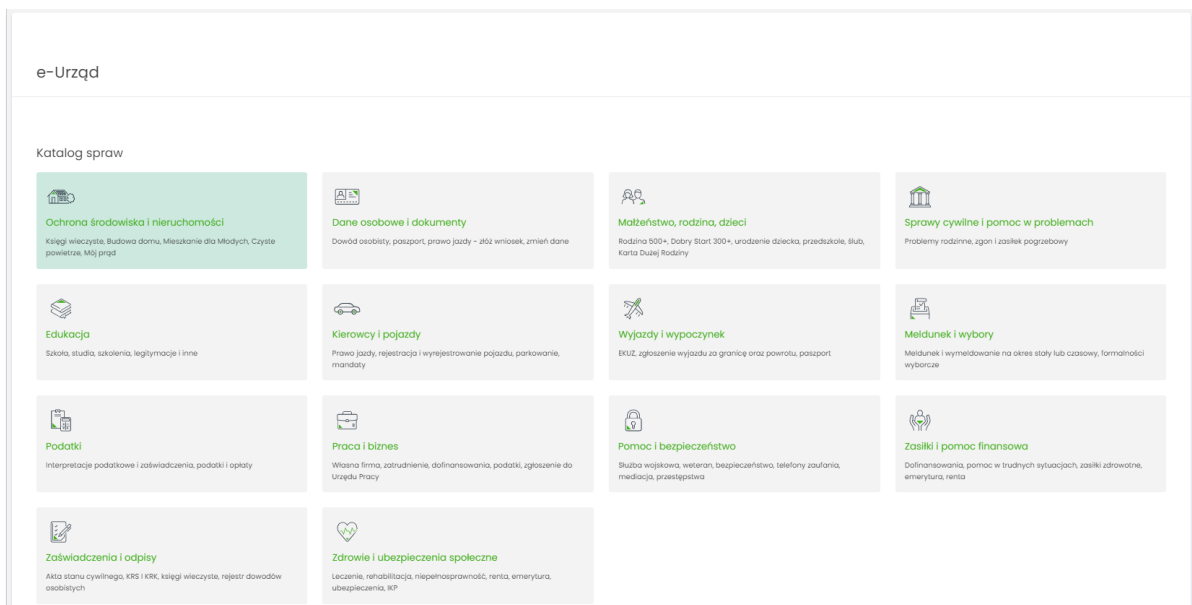 e-Urząd
Katalog spraw
Ochrona środowiska i nieruchomości
Księgi wieczyste, Budowa domu, Mieszkanie dla Młodych, Czyste
powietrze, Mój prąd
Dane osobowe i dokumenty
Dowód osobisty, paszport, prawo jazdy - złóż wniosek, zmień dane
Małżeństwo, rodzina, dzieci
Rodzina 500+, Dobry Start 300+, urodzenie dziecka, przedszkole, ślub,
Karta Dużej Rodziny
Sprawy cywilne i pomoc w problemach
Problemy rodzinne, zgon i zasiłek pogrzebowy
Edukacja
Szkoła, studia, szkolenia, legitymacje i inne
Kierowcy i pojazdy
Prawo jazdy, rejestracja i wyrejestrowanie pojazdu, parkowanie,
mandaty
Wyjazdy i wypoczynek
EKUZ, zgłoszenie wyjazdu za granicę oraz powrotu, paszport
Meldunek i wybory
Meldunek i wymeldowanie na okres stały lub czasowy, formalności
wyborcze
Podatki
Interpretacje podatkowe i zaświadczenia, podatki i opłaty
Praca i biznes
Własna firma, zatrudnienie, dofinansowania, podatki, zgłoszenie do
Urzędu Pracy
Pomoc i bezpieczeństwo
Służba wojskowa, weteran, bezpieczeństwo, telefony zaufania,
mediacja, przestępstwa
Zasiłki i pomoc finansowa
Dofinansowania, pomoc w trudnych sytuacjach, zasiłki zdrowotne,
emerytura, renta
Zaświadczenia i odpisy
Akta stanu cywilnego, KRS i KRK, księgi wieczyste, rejestr dowodów
osobistych
Zdrowie i ubezpieczenia społeczne
Leczenie, rehabilitacja, niepełnosprawność, renta, emerytura,
ubezpieczenia, IKP